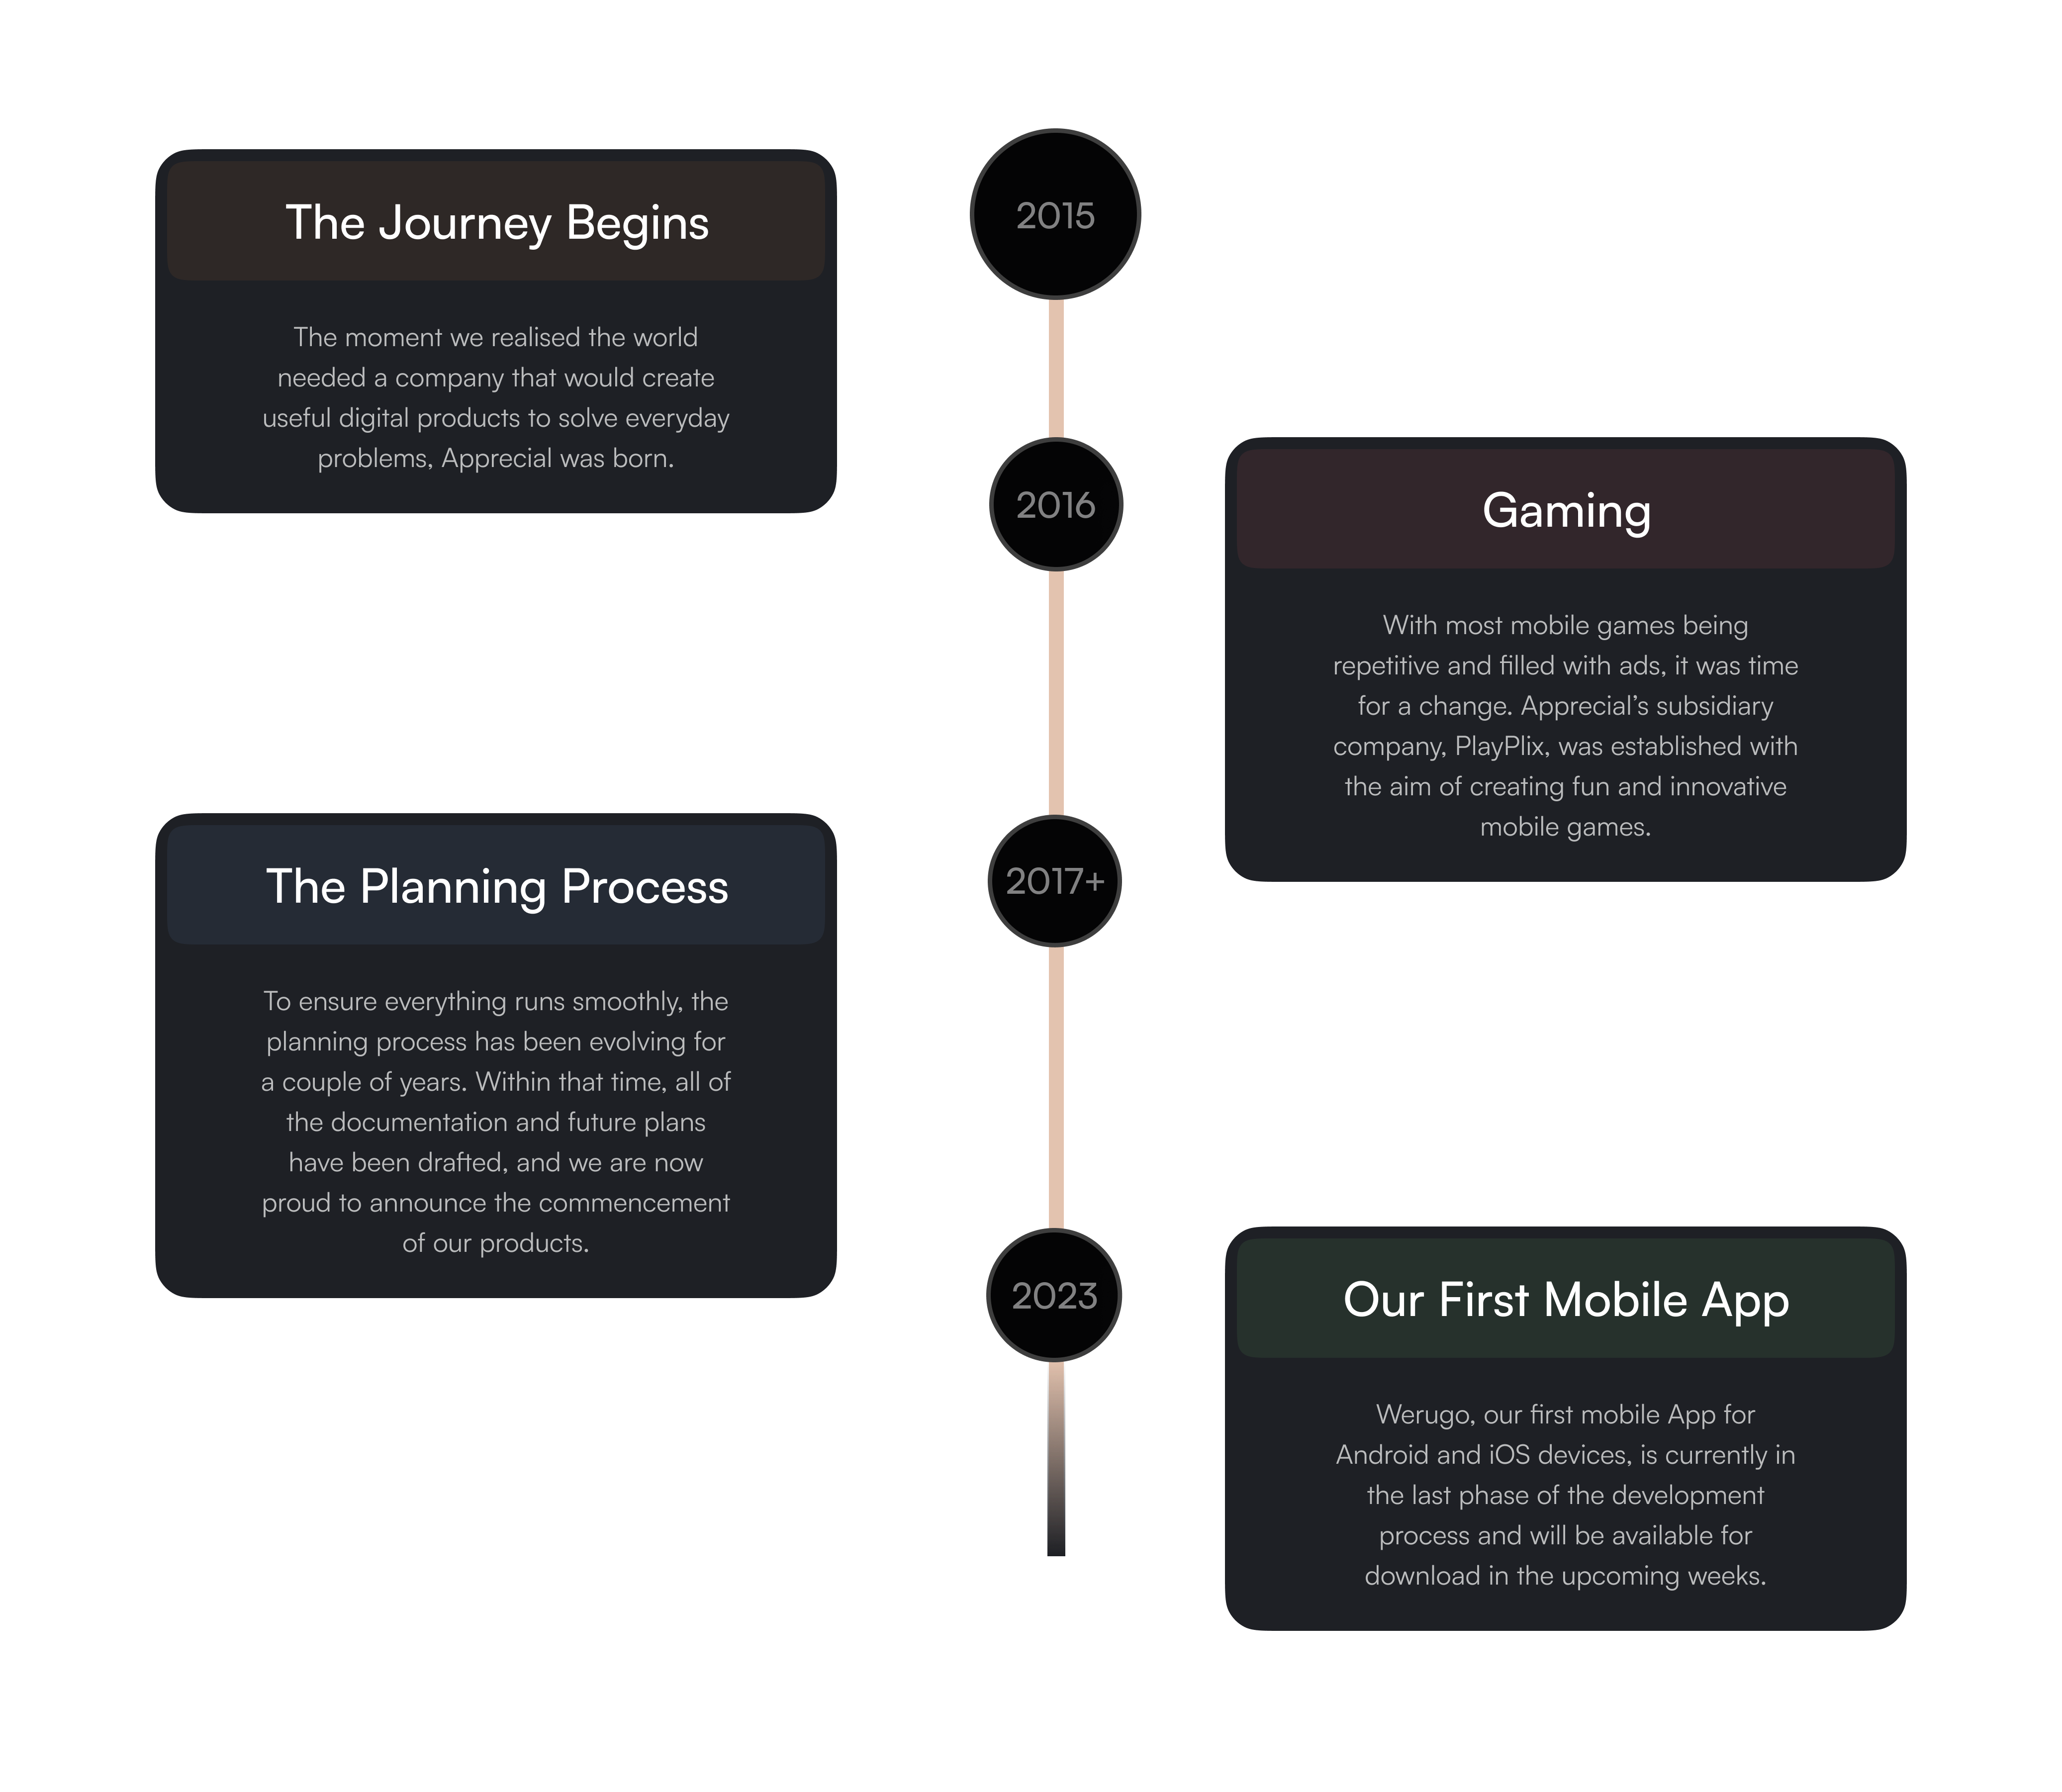 2015
The Journey Begins
The moment we realised the world
needed a company that would create
useful digital products to solve everyday
problems, Apprecial was born.
2016
Gaming
With most mobile games being
repetitive and filled with ads, it was time
for a change. Apprecial’s subsidiary
company, PlayPlix, was established with
the aim of creating fun and innovative
mobile games.
2017+
The Planning Process
To ensure everything runs smoothly, the
planning process has been evolving for
a couple of years. Within that time, all of
the documentation and future plans
have been drafted, and we are now
proud to announce the commencement
of our products.
2023
Our First Mobile App
Werugo, our first mobile App for
Android and iOS devices, is currently in
the last phase of the development
process and will be available for
download in the upcoming weeks.